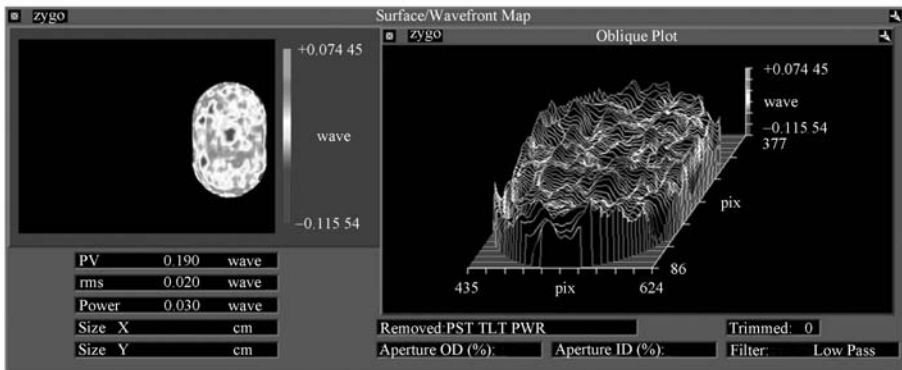 zygo Surface/Wavefront Map
+0.074 45
wave
−0.115 54
zygo Oblique Plot
+0.074 45
wave
−0.115 54
377
pix
86
435 pix 624
PV 0.190 wave
rms 0.020 wave
Power 0.030 wave
Size X cm
Size Y cm
Removed:PST TLT PWR Trimmed: 0
Aperture OD (%): Aperture ID (%): Filter: Low Pass